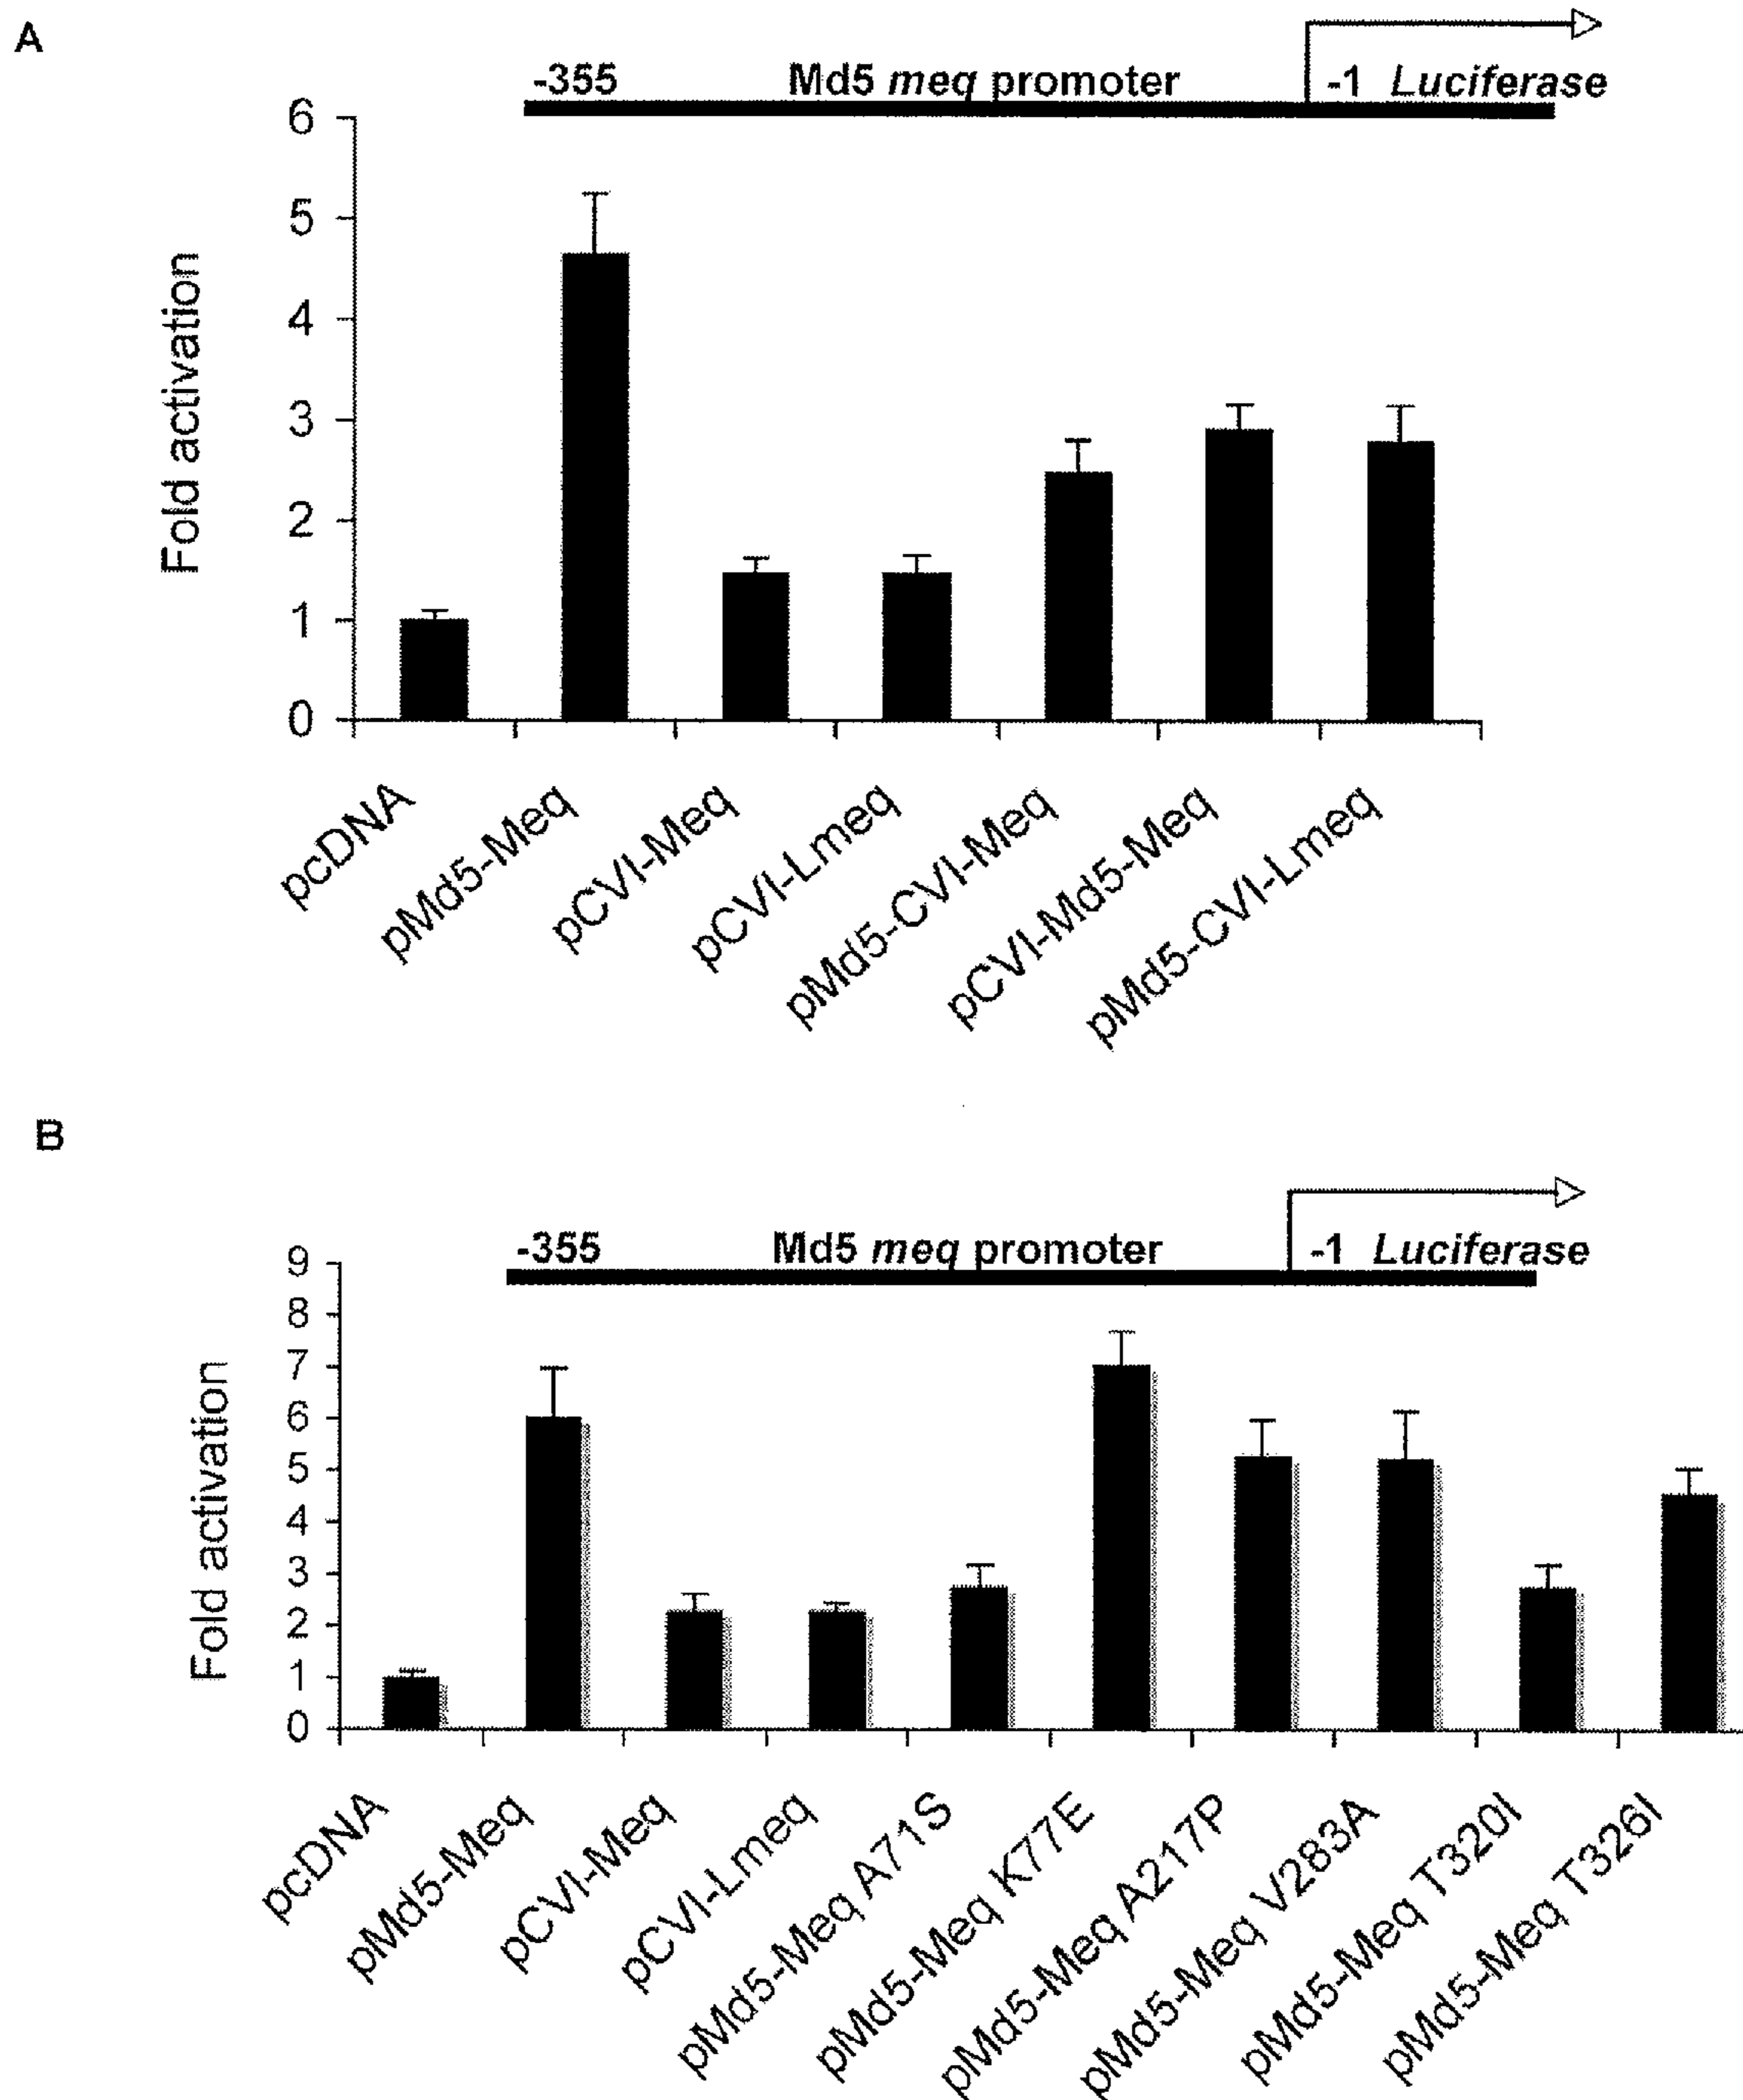 A
-355 Md5 meq promoter -1 Luciferase
6
5
4
3
2
1
0
Fold activation
pcDNA
pMd5-Meq
pCVI-Meq
pCVI-Lmeq
pMd5-CVI-Meq
pCVI-Md5-Meq
pMd5-CVI-Lmeq
B
-355 Md5 meq promoter -1 Luciferase
9
8
7
6
5
4
3
2
1
0
Fold activation
pcDNA
pMd5-Meq
pCVI-Meq
pCVI-Lmeq
pMd5-Meq A71S
pMd5-Meq K77E
pMd5-Meq A217P
pMd5-Meq V283A
pMd5-Meq T320I
pMd5-Meq T326I